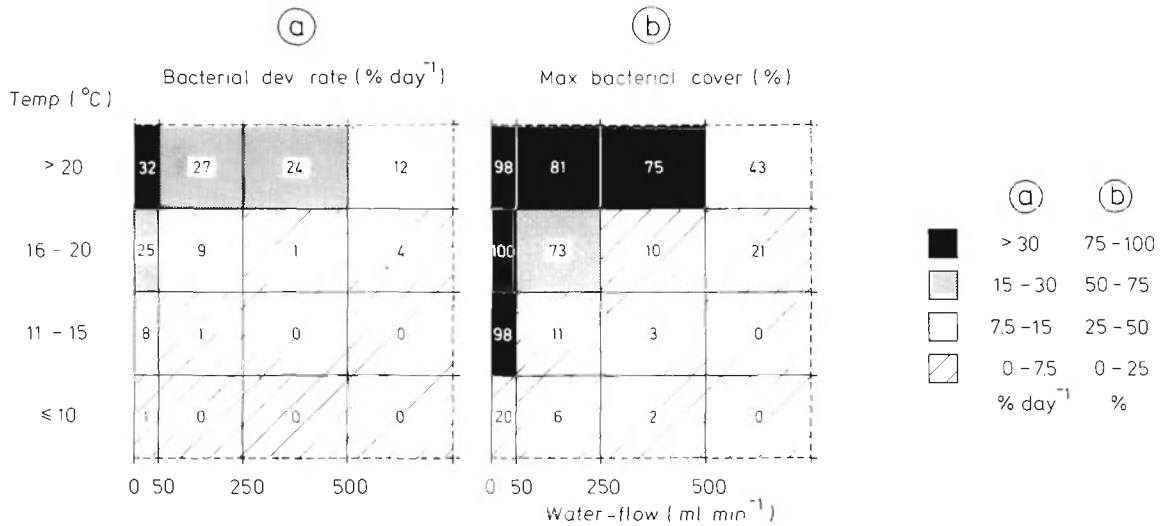 a b
Bacterial dev rate (% day⁻¹) Max bacterial cover (%)
Temp (°C)
> 20 32 27 24 12 98 81 75 43
a b
16 - 20 25 9 1 4 100 73 10 21
> 30 75-100
15-30 50-75
11 - 15 8 1 0 0 98 11 3 0
7.5-15 25-50
0-7.5 0-25
≤ 10 1 0 0 0 20 6 2 0
% day⁻¹ %
0 50 250 500 0 50 250 500
Water-flow (ml min⁻¹)